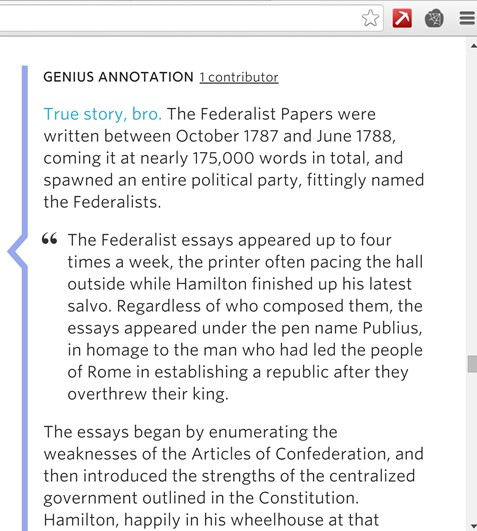 GENIUS ANNOTATION 1 contributor
True story, bro. The Federalist Papers were
written between October 1787 and June 1788,
coming it at nearly 175,000 words in total, and
spawned an entire political party, fittingly named
the Federalists.
“ The Federalist essays appeared up to four
times a week, the printer often pacing the hall
outside while Hamilton finished up his latest
salvo. Regardless of who composed them, the
essays appeared under the pen name Publius,
in homage to the man who had led the people
of Rome in establishing a republic after they
overthrew their king.
The essays began by enumerating the
weaknesses of the Articles of Confederation, and
then introduced the strengths of the centralized
government outlined in the Constitution.
Hamilton, happily in his wheelhouse at that